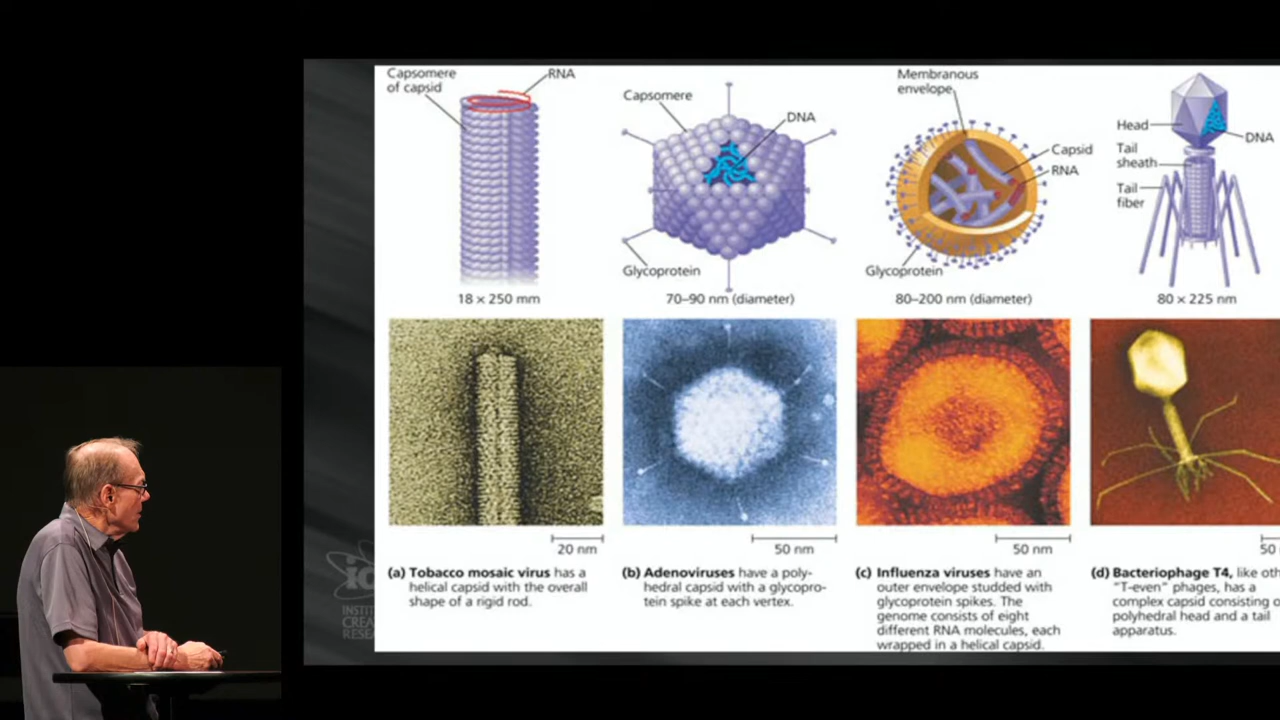 Capsomere
of capsid
RNA
18 × 250 mm
Capsomere
DNA
Glycoprotein
70–90 nm (diameter)
Membranous
envelope
Capsid
RNA
Glycoprotein
80–200 nm (diameter)
Head
DNA
Tail
sheath
Tail
fiber
80 × 225 nm
20 nm
50 nm
50 nm
50
(a) Tobacco mosaic virus has a
helical capsid with the overall
shape of a rigid rod.
(b) Adenoviruses have a poly-
hedral capsid with a glycopro-
tein spike at each vertex.
(c) Influenza viruses have an
outer envelope studded with
glycoprotein spikes. The
genome consists of eight
different RNA molecules, each
wrapped in a helical capsid.
(d) Bacteriophage T4, like oth
"T-even" phages, has a
complex capsid consisting o
polyhedral head and a tail
apparatus.
ic
INSTIT
CREA
RESEA